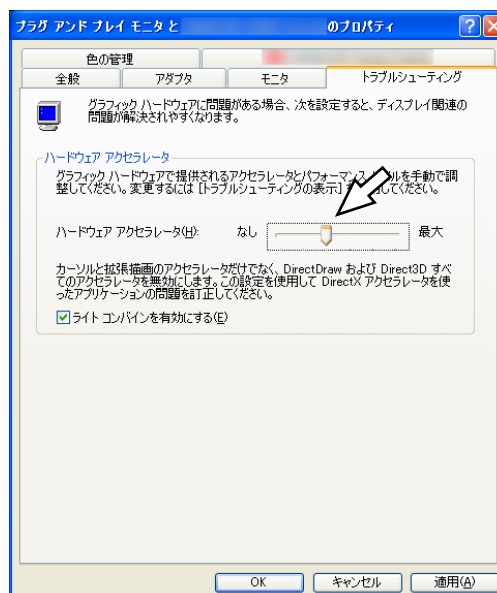 プラグ アンド プレイ モニタ と
のプロパティ
色の管理
全般
アダプタ
モニタ
トラブルシューティング
グラフィック ハードウェアに問題がある場合、次を設定すると、ディスプレイ関連の
問題が解決されやすくなります。
ハードウェア アクセラレータ
グラフィック ハードウェアで提供されるアクセラレータとパフォーマンス ルを手動で調
整してください。変更するには [トラブルシューティングの表示] してください。
ハードウェア アクセラレータ(H):
なし
最大
カーソルと拡張描画のアクセラレータだけでなく、DirectDraw および Direct3D すべ
てのアクセラレータを無効にします。この設定を使用して DirectX アクセラレータを使
ったアプリケーションの問題を訂正してください。
ライト コンバインを有効にする(E)
OK
キャンセル
適用(A)